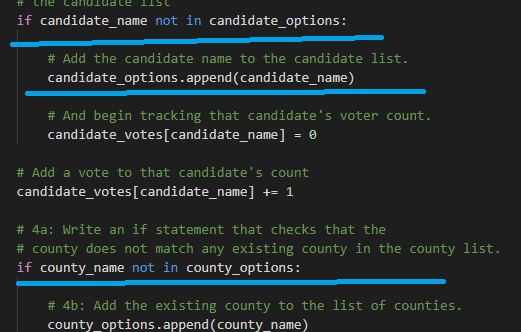 # the candidate list
if candidate_name not in candidate_options:
# Add the candidate name to the candidate list.
candidate_options.append(candidate_name)
# And begin tracking that candidate's voter count.
candidate_votes[candidate_name] = 0
# Add a vote to that candidate's count
candidate_votes[candidate_name] += 1
# 4a: Write an if statement that checks that the
# county does not match any existing county in the county list.
if county_name not in county_options:
# 4b: Add the existing county to the list of counties.
county_options.append(county_name)